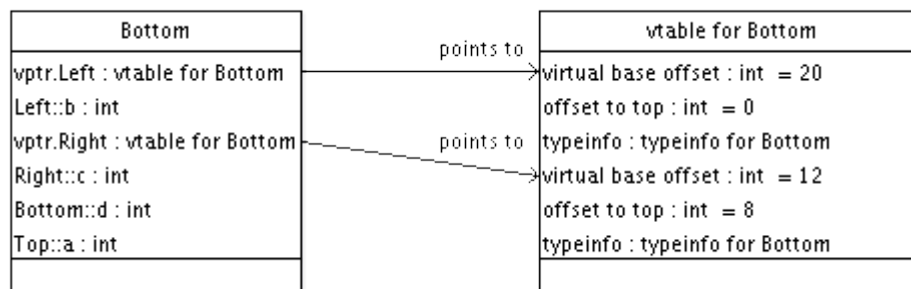 Bottom
vptr.Left : vtable for Bottom
Left::b : int
vptr.Right : vtable for Bottom
Right::c : int
Bottom::d : int
Top::a : int
points to
points to
vtable for Bottom
virtual base offset : int = 20
offset to top : int = 0
typeinfo : typeinfo for Bottom
virtual base offset : int = 12
offset to top : int = 8
typeinfo : typeinfo for Bottom